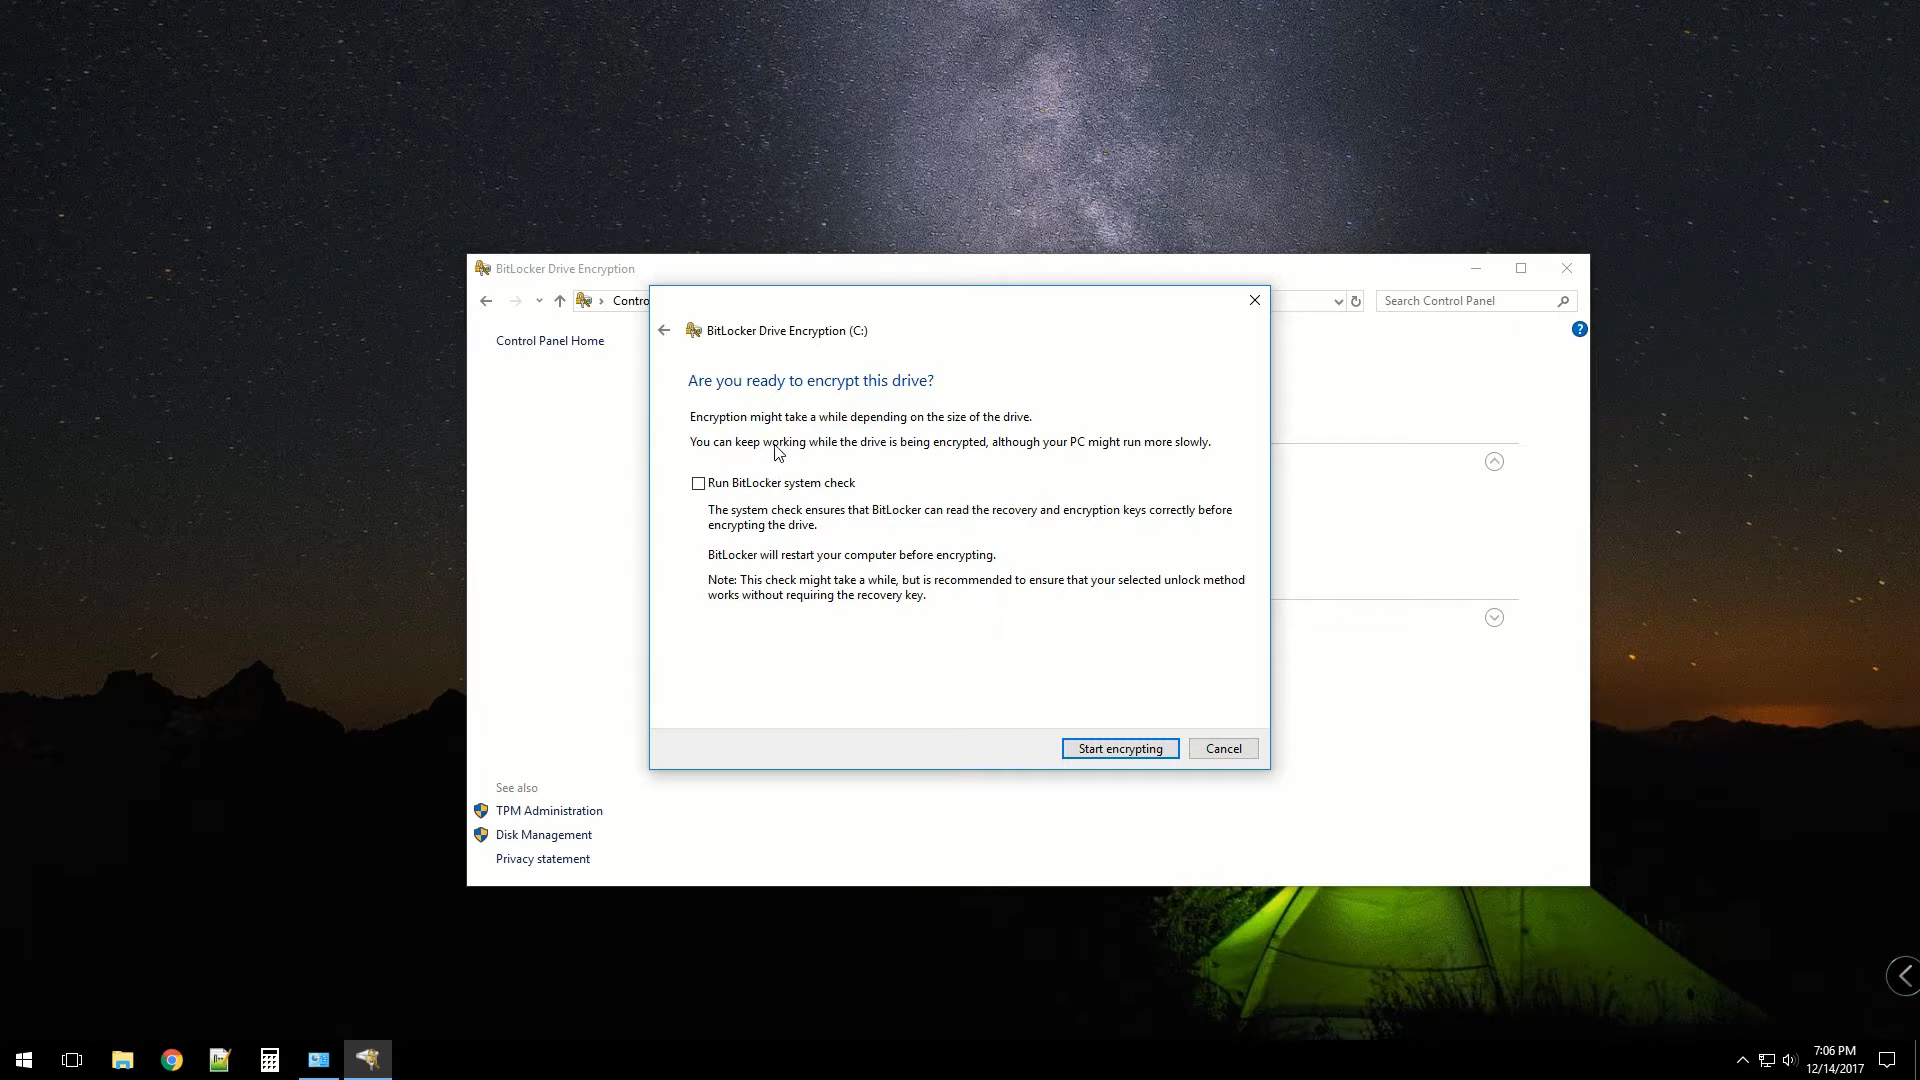 BitLocker Drive Encryption
Contro
Search Control Panel
Control Panel Home
BitLocker Drive Encryption (C:)
Are you ready to encrypt this drive?
Encryption might take a while depending on the size of the drive.
You can keep working while the drive is being encrypted, although your PC might run more slowly.
Run BitLocker system check
The system check ensures that BitLocker can read the recovery and encryption keys correctly before
encrypting the drive.
BitLocker will restart your computer before encrypting.
Note: This check might take a while, but is recommended to ensure that your selected unlock method
works without requiring the recovery key.
Start encrypting
Cancel
See also
TPM Administration
Disk Management
Privacy statement
7:06 PM
12/14/2017